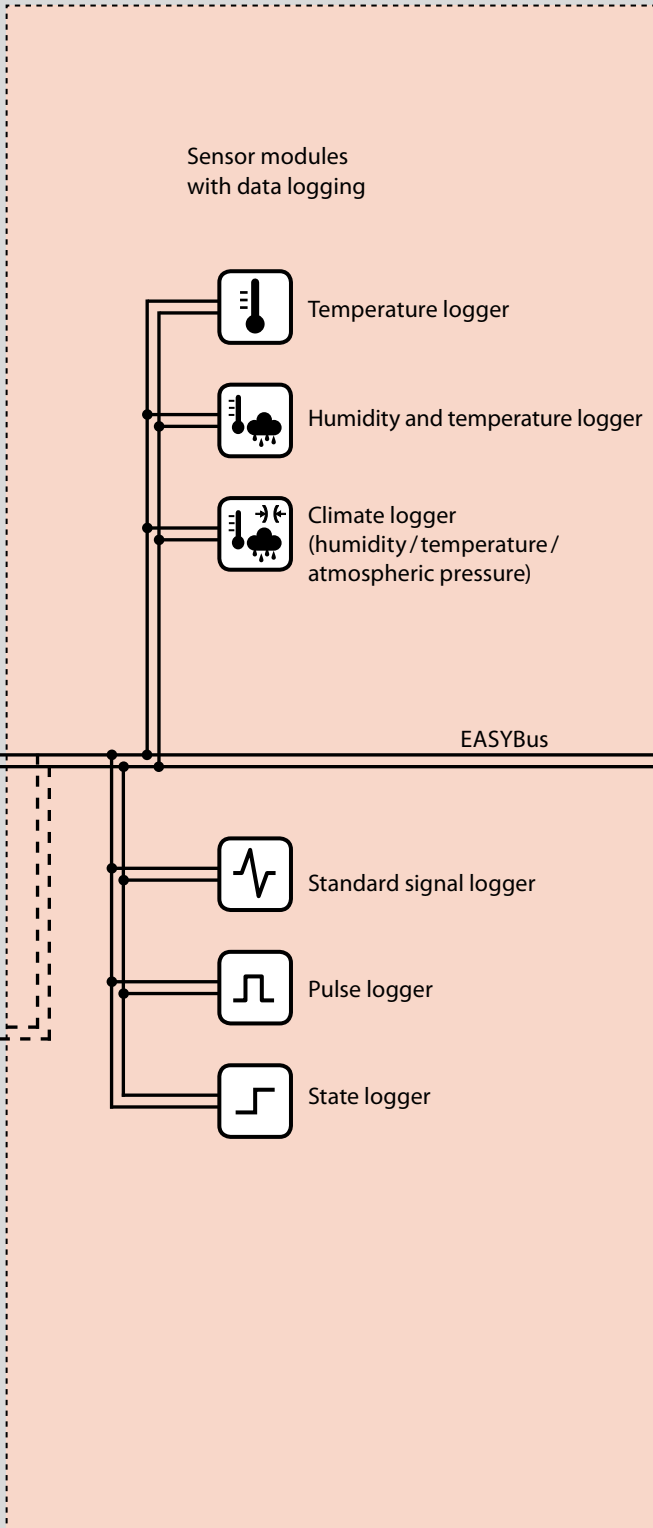 Sensor modules
with data logging
Temperature logger
Humidity and temperature logger
Climate logger
(humidity / temperature /
atmospheric pressure)
EASYBus
Standard signal logger
Pulse logger
State logger